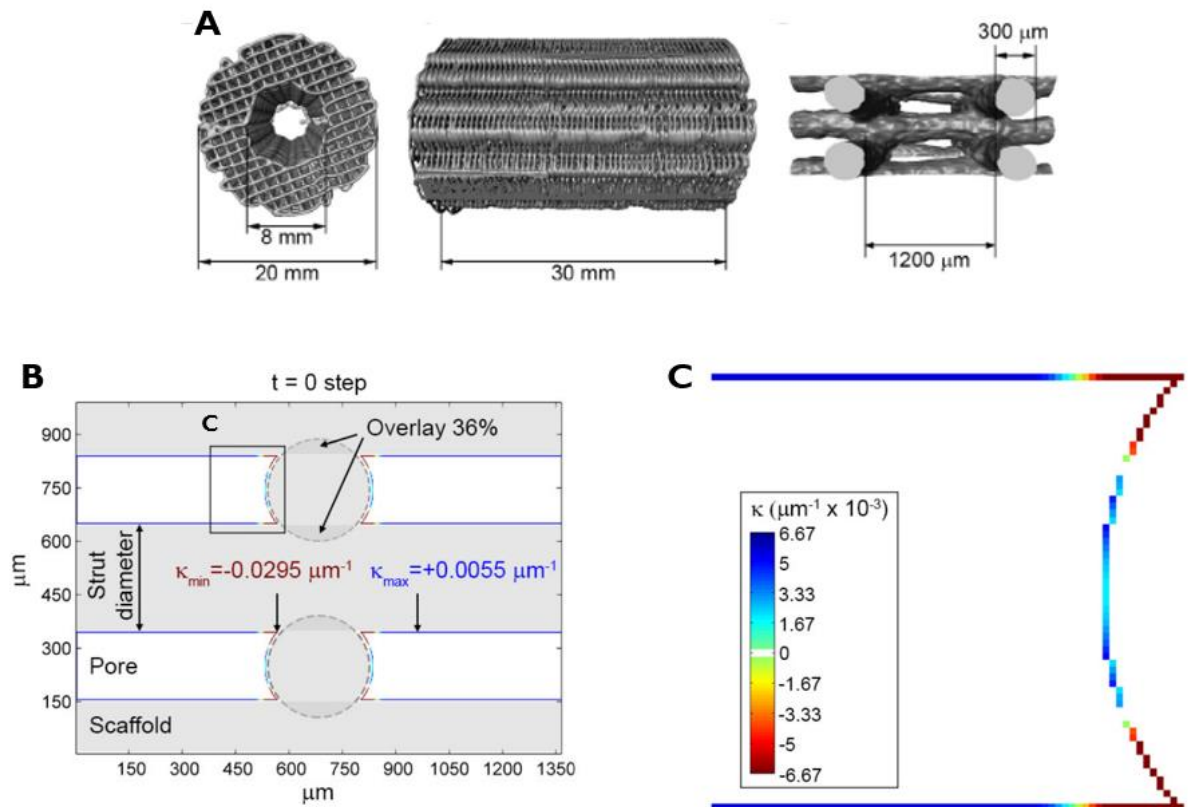 A
300 μm
8 mm
20 mm
30 mm
1200 μm
B
t = 0 step
C
Overlay 36%
900
750
600
450
300
150
μm
Strut
diameter
κmin=-0.0295 μm⁻¹
κmax=+0.0055 μm⁻¹
Pore
Scaffold
150 300 450 600 750 900 1050 1200 1350
μm
C
κ (μm⁻¹ x 10⁻³)
6.67
5
3.33
1.67
0
-1.67
-3.33
-5
-6.67